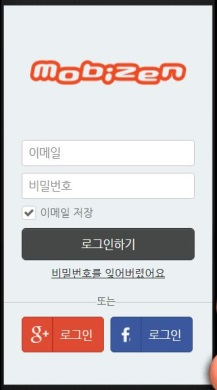 mobizen
이메일
비밀번호
이메일 저장
로그인하기
비밀번호를 잊어버렸어요
또는
g+ 로그인
f 로그인